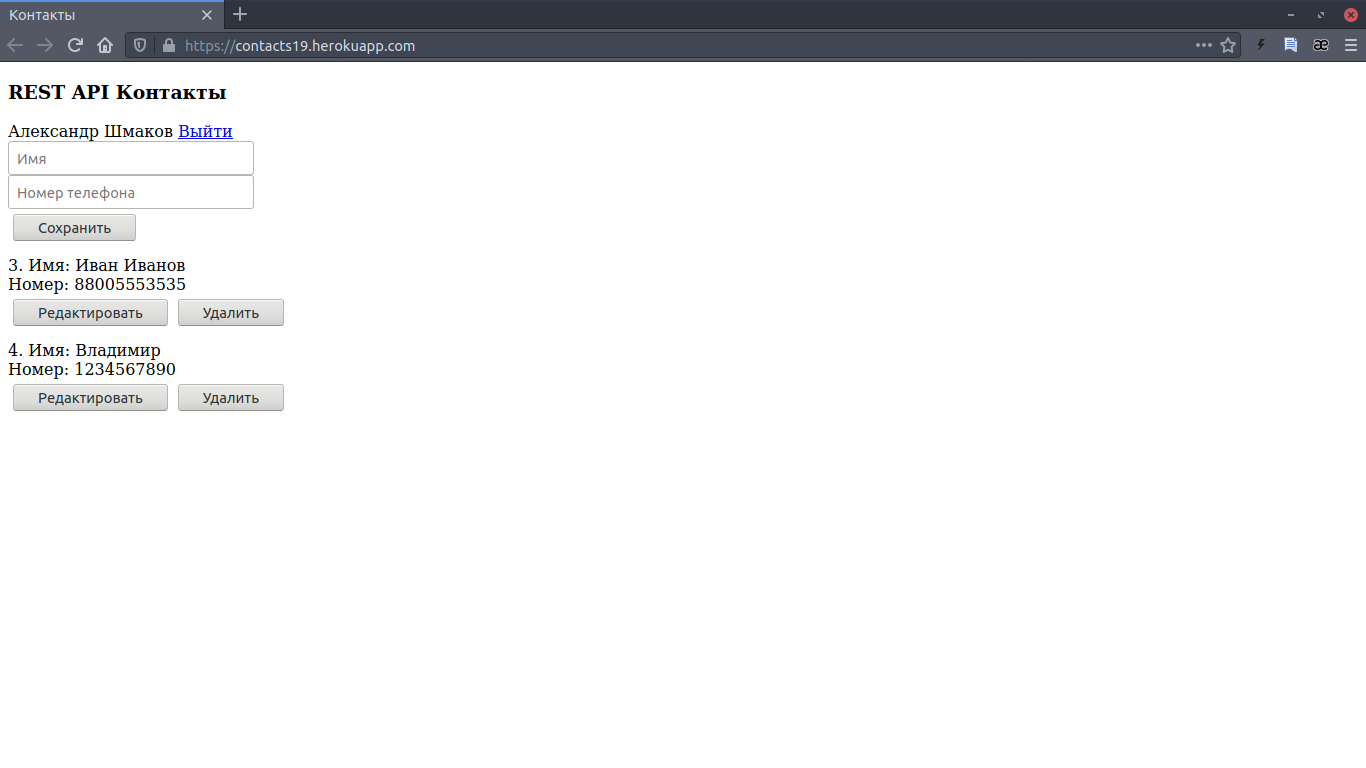 Контакты
https://contacts19.herokuapp.com
æ
REST API Контакты
Александр Шмаков Выйти
Имя
Номер телефона
Сохранить
3. Имя: Иван Иванов
Номер: 88005553535
Редактировать Удалить
4. Имя: Владимир
Номер: 1234567890
Редактировать Удалить